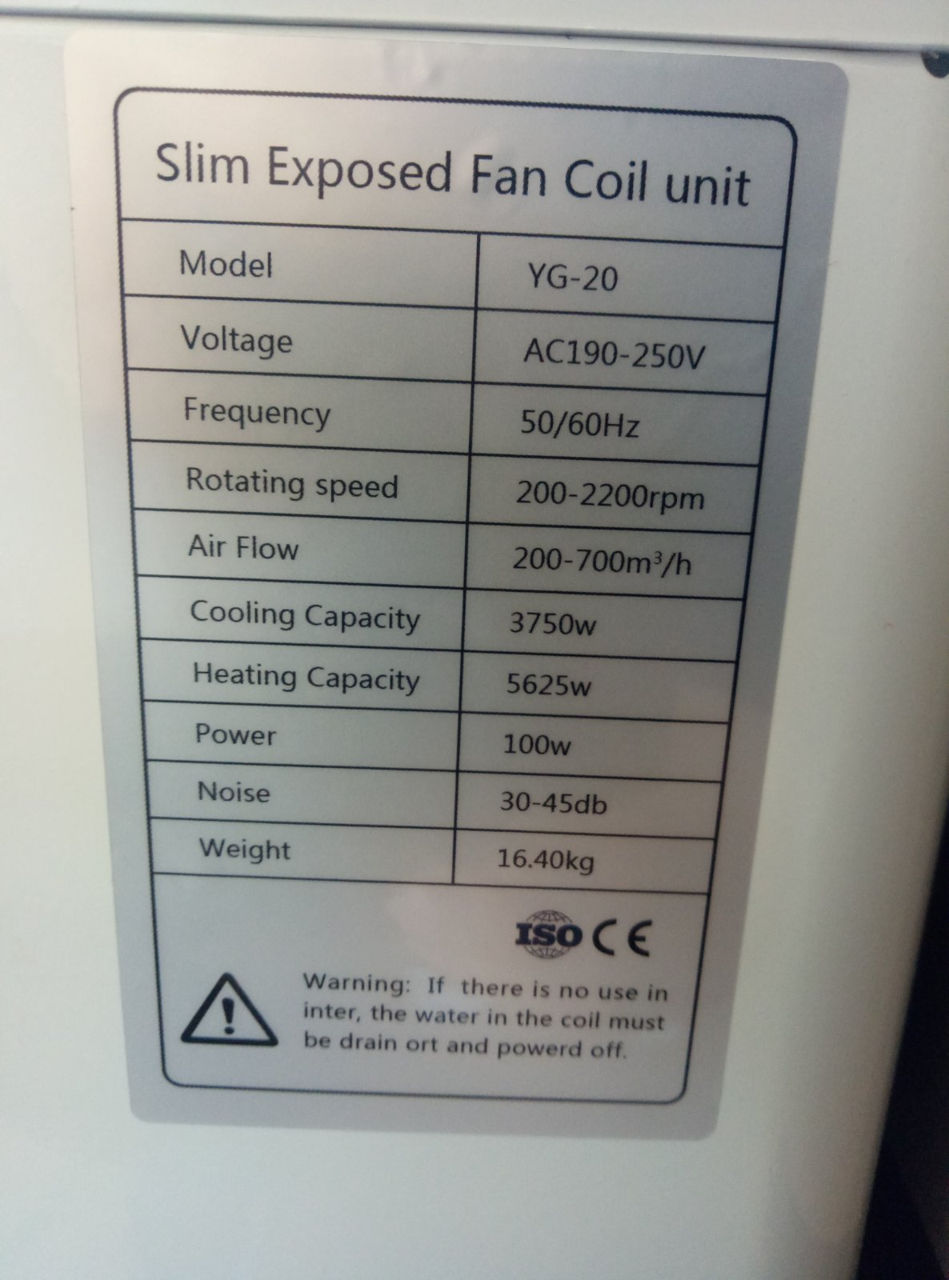 Slim Exposed Fan Coil unit
Model YG-20
Voltage AC190-250V
Frequency 50/60Hz
Rotating speed 200-2200rpm
Air Flow 200-700m³/h
Cooling Capacity 3750w
Heating Capacity 5625w
Power 100w
Noise 30-45db
Weight 16.40kg
ISO CE
Warning: If there is no use in
inter, the water in the coil must
be drain ort and powerd off.